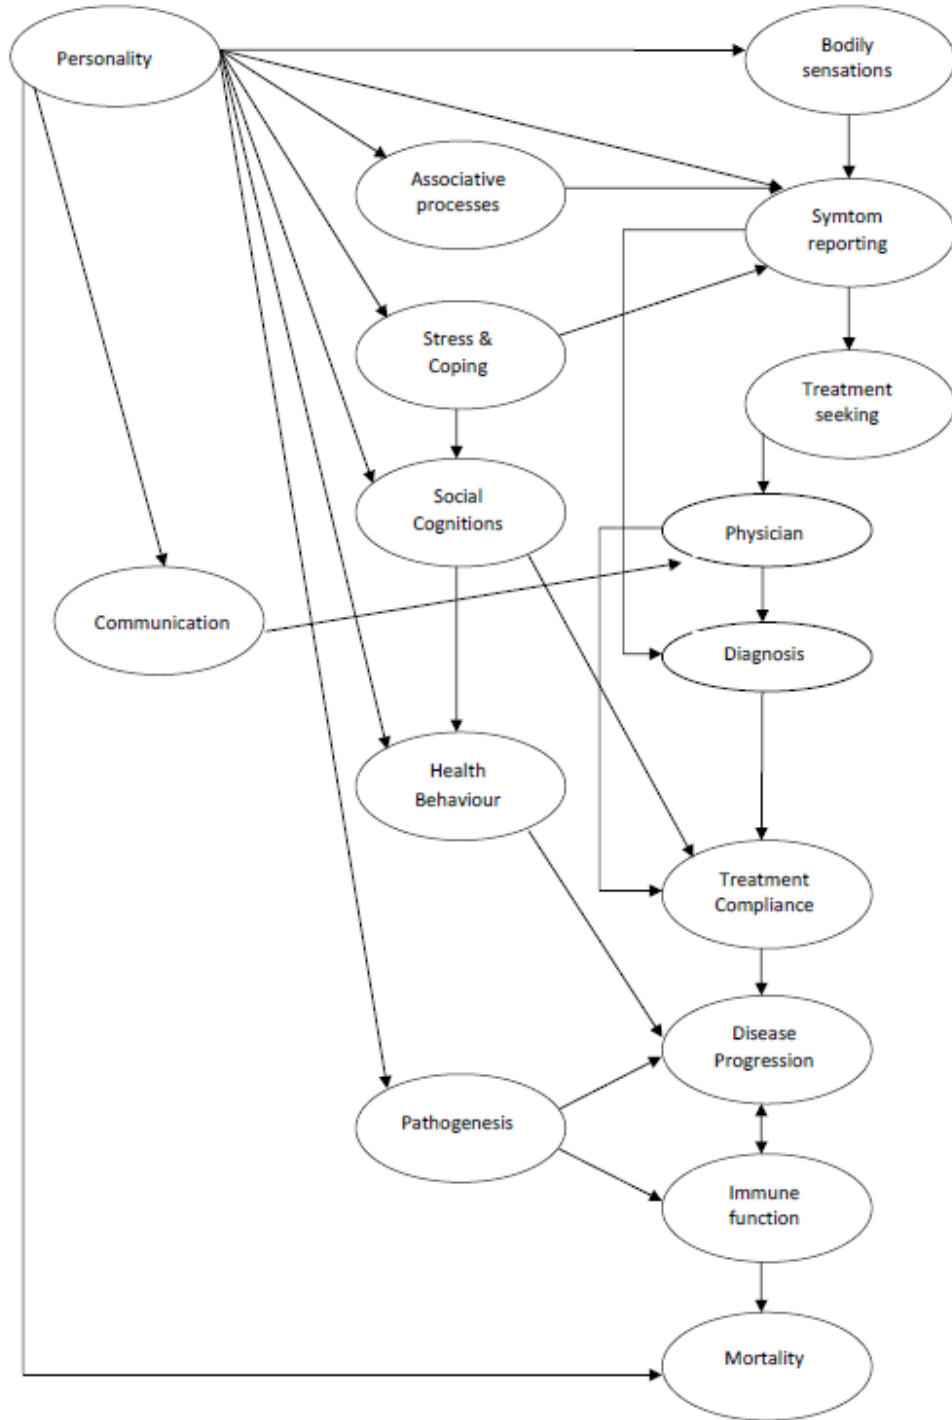 Personality
Bodily
sensations
Associative
processes
Symtom
reporting
Stress &
Coping
Treatment
seeking
Social
Cognitions
Physician
Communication
Diagnosis
Health
Behaviour
Treatment
Compliance
Disease
Progression
Pathogenesis
Immune
function
Mortality